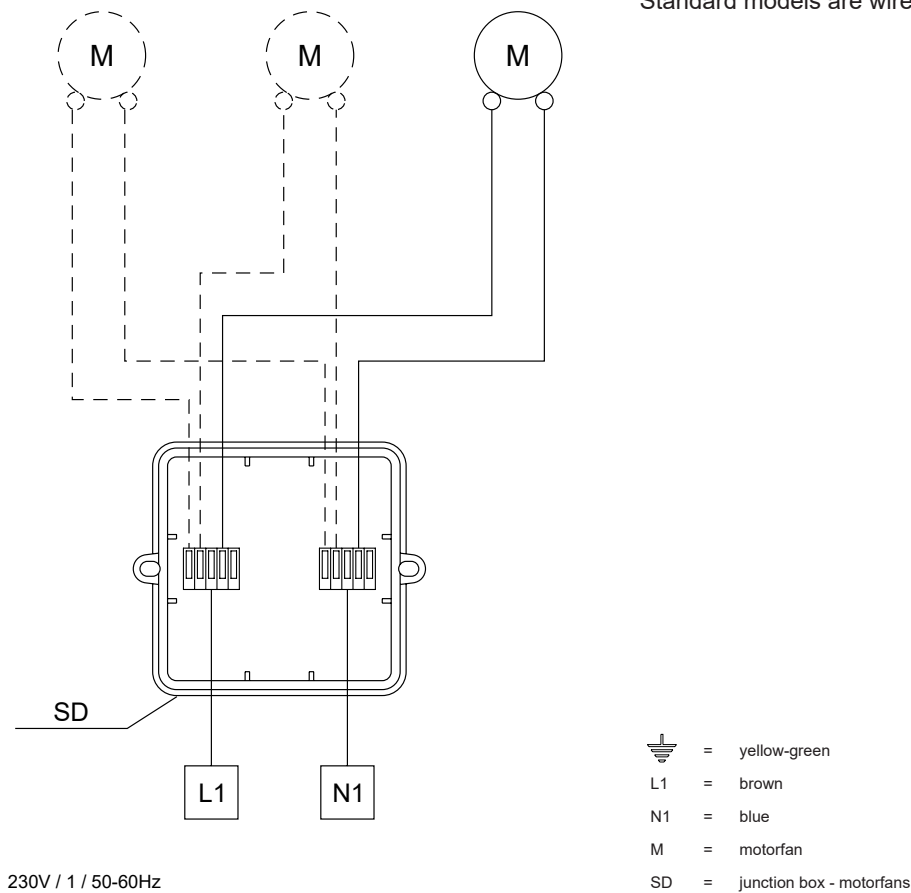 Standard models are wire
M M M
SD
L1 N1
= yellow-green
L1 = brown
N1 = blue
M = motorfan
230V / 1 / 50-60Hz
SD = junction box - motorfans